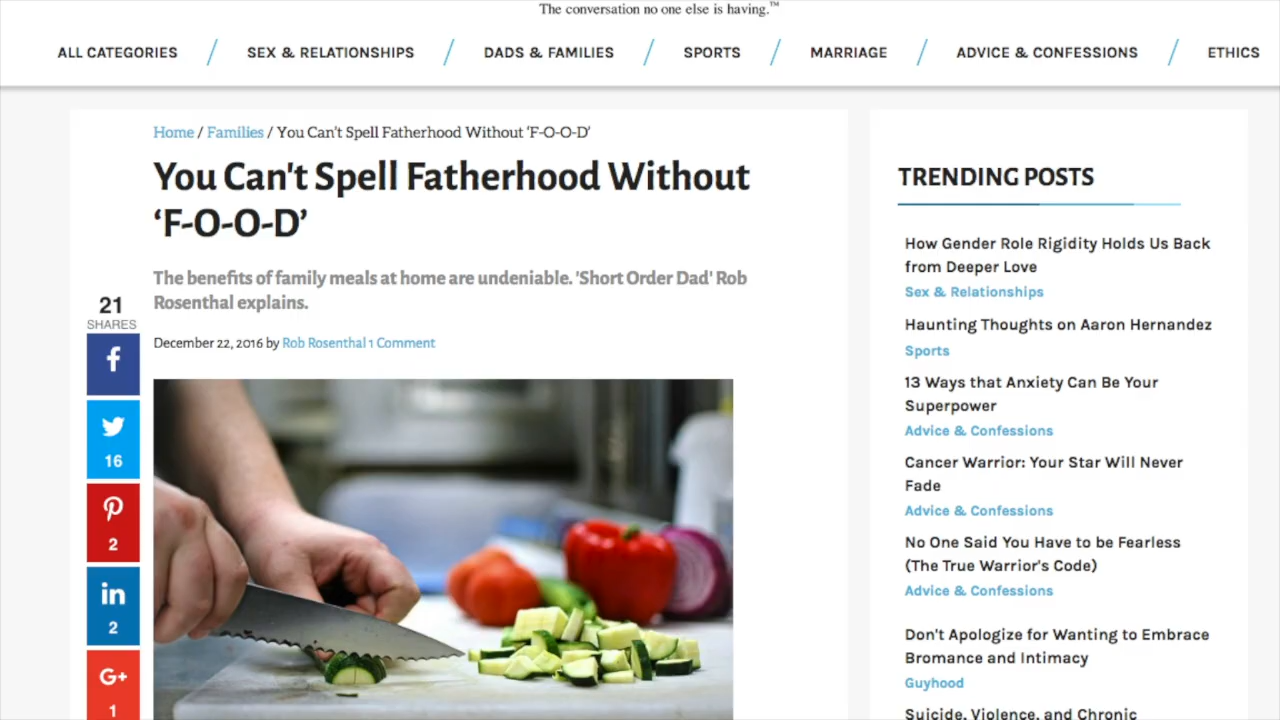 The conversation no one else is having.™
ALL CATEGORIES / SEX & RELATIONSHIPS / DADS & FAMILIES / SPORTS / MARRIAGE / ADVICE & CONFESSIONS / ETHICS
Home / Families / You Can't Spell Fatherhood Without 'F-O-O-D'
You Can't Spell Fatherhood Without
‘F-O-O-D’
The benefits of family meals at home are undeniable. 'Short Order Dad' Rob
Rosenthal explains.
December 22, 2016 by Rob Rosenthal 1 Comment
21
SHARES
f
16
2
in
2
G+
1
TRENDING POSTS
How Gender Role Rigidity Holds Us Back
from Deeper Love
Sex & Relationships
Haunting Thoughts on Aaron Hernandez
Sports
13 Ways that Anxiety Can Be Your
Superpower
Advice & Confessions
Cancer Warrior: Your Star Will Never
Fade
Advice & Confessions
No One Said You Have to be Fearless
(The True Warrior's Code)
Advice & Confessions
Don't Apologize for Wanting to Embrace
Bromance and Intimacy
Guyhood
Suicide, Violence, and Chronic